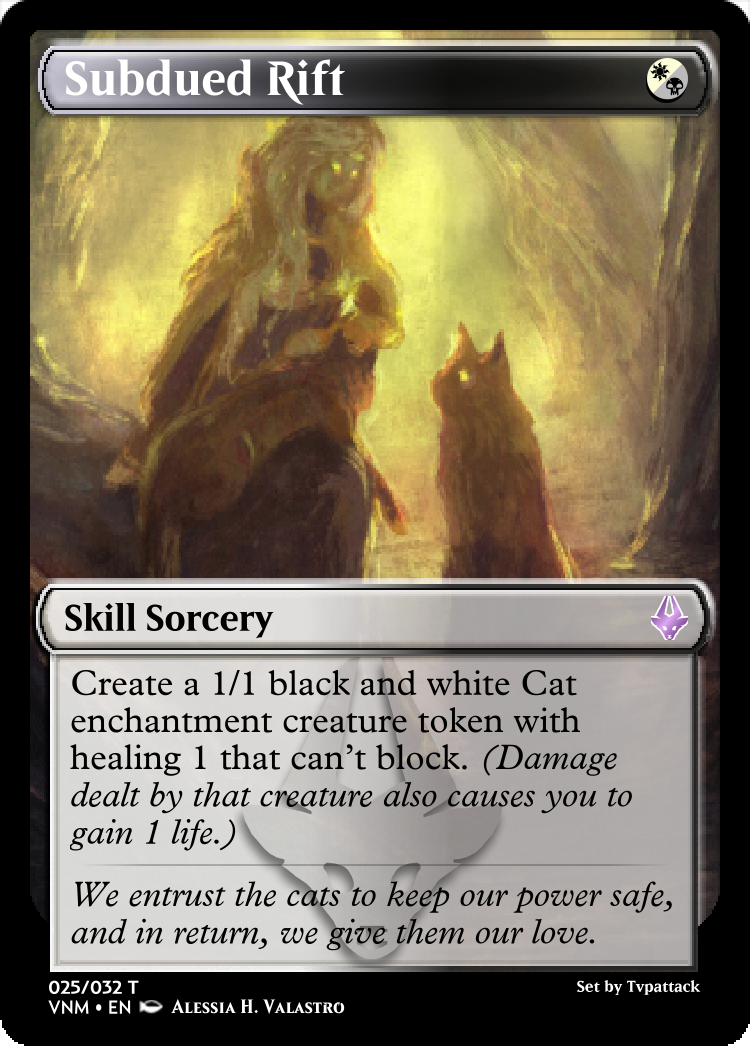 Subdued Rift
Skill Sorcery
Create a 1/1 black and white Cat
enchantment creature token with
healing 1 that can't block. (Damage
dealt by that creature also causes you to
gain 1 life.)
We entrust the cats to keep our power safe,
and in return, we give them our love.
025/032 T
Set by Tvpattack
VNM • EN ALESSIA H. VALASTRO